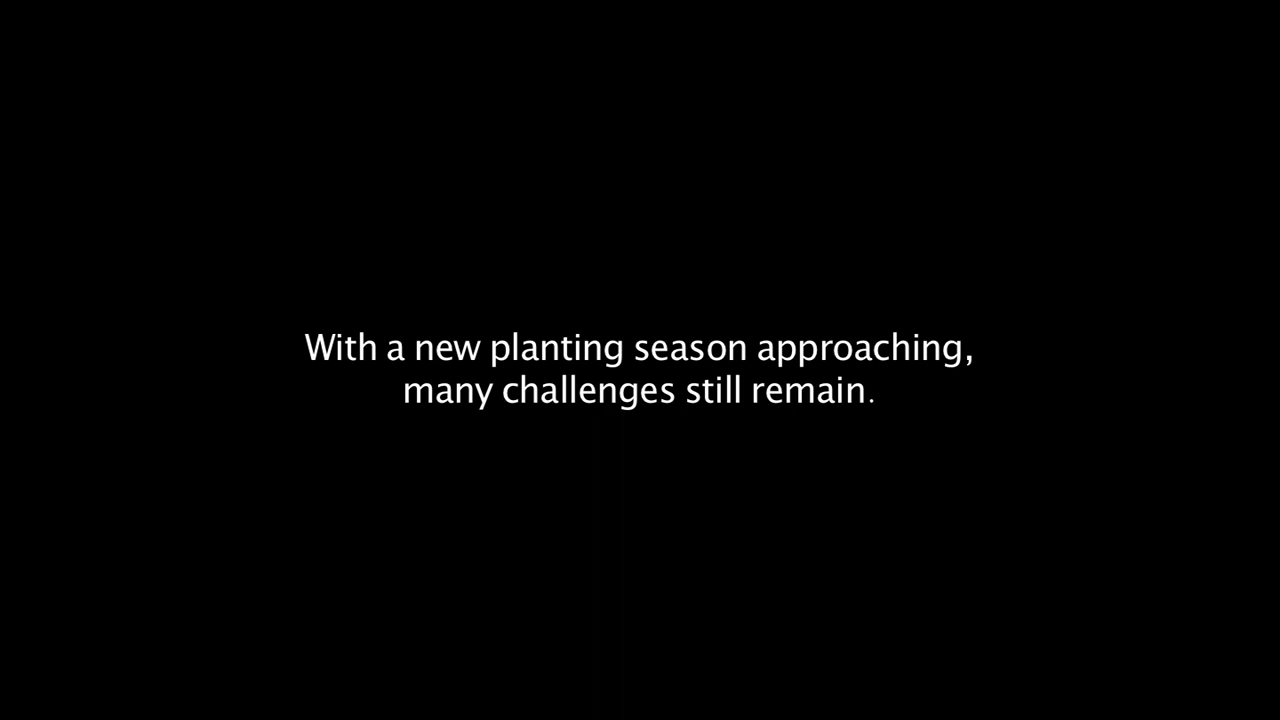 With a new planting season approaching,
many challenges still remain.